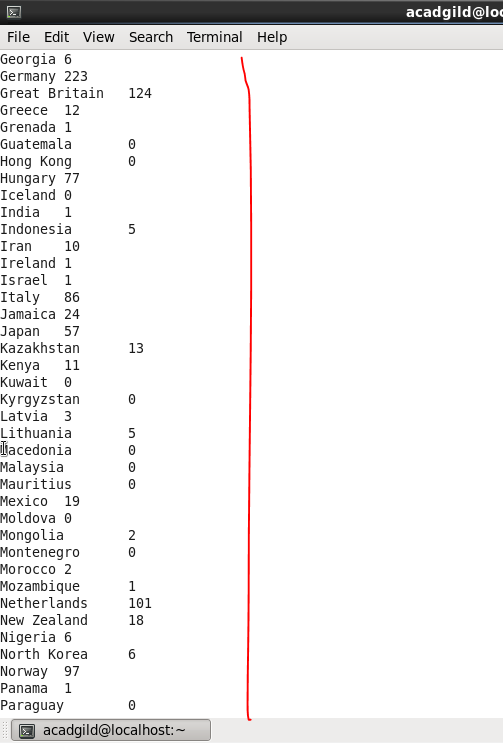 acadgild@loc
File Edit View Search Terminal Help
Georgia 6
Germany 223
Great Britain 124
Greece 12
Grenada 1
Guatemala 0
Hong Kong 0
Hungary 77
Iceland 0
India 1
Indonesia 5
Iran 10
Ireland 1
Israel 1
Italy 86
Jamaica 24
Japan 57
Kazakhstan 13
Kenya 11
Kuwait 0
Kyrgyzstan 0
Latvia 3
Lithuania 5
Macedonia 0
Malaysia 0
Mauritius 0
Mexico 19
Moldova 0
Mongolia 2
Montenegro 0
Morocco 2
Mozambique 1
Netherlands 101
New Zealand 18
Nigeria 6
North Korea 6
Norway 97
Panama 1
Paraguay 0
acadgild@localhost:~